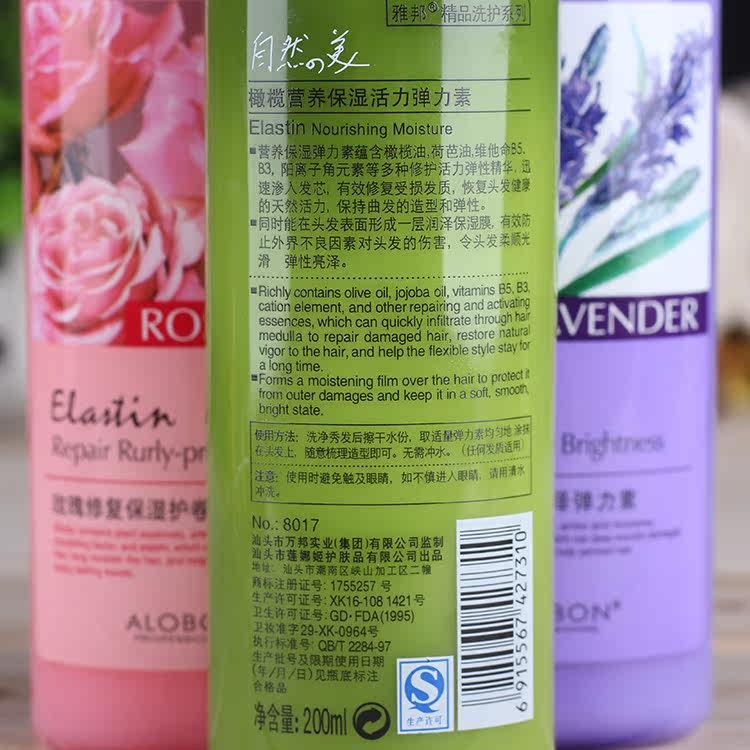 雅邦®精品洗护系列
自然の美
橄榄营养保湿活力弹力素
Elastin Nourishing Moisture
■营养保湿弹力素蕴含橄榄油,荷芭油,维他命B5.
B3, 阳离子角元素等多种修护活力弹性精华, 迅
速渗入发芯, 有效修复受损发质, 恢复头发健康
的天然活力, 保持曲发的造型和弹性。
■同时能在头发表面形成一层润泽保湿膜, 有效防
止外界不良因素对头发的伤害, 令头发柔顺光
滑 弹性亮泽。
■Richly contains olive oil, jojoba oil, vitamins B5, B3,
cation element, and other repairing and activating
essences, which can quickly infiltrate through hair
medulla to repair damaged hair, restore natural
vigor to the hair, and help the flexible style stay for
a long time.
■Forms a moistening film over the hair to protect it
from outer damages and keep it in a soft, smooth,
bright state.
使用方法: 洗净秀发后擦干水份, 取适量弹力素均匀地 涂抹
在头发上, 随意梳理造型即可。无需冲水。(任何发质适用)
注意: 使用时避免触及眼睛, 如不慎进入眼睛, 请用清水
冲洗。
No.: 8017
汕头市万邦实业(集团)有限公司监制
汕头市莲娜姬护肤品有限公司出品
地址: 汕头市潮南区峡山加工区二幢
商标注册证号: 1755257 号
生产许可证号: XK16-108 1421号
卫生许可证号: GD·FDA(1995)
卫妆准字29-XK-0964号
执行标准号: QB/T 2284-97
生产批号及限期使用日期
(年/月/日)见瓶底标注
合格品
净含量: 200ml
生产许可
6 915567 427310
RO
Elastin
Repair Rurly-pr
玫瑰修复保湿护卷
ALOBO
AVENDER
Brightness
弹力素
BON®